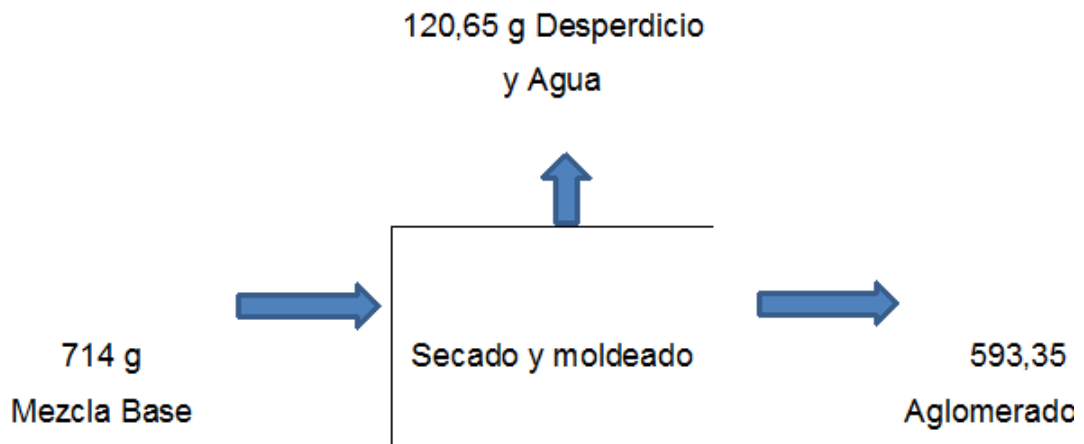 120,65 g Desperdicio
y Agua
714 g
Mezcla Base
Secado y moldeado
593,35
Aglomerado